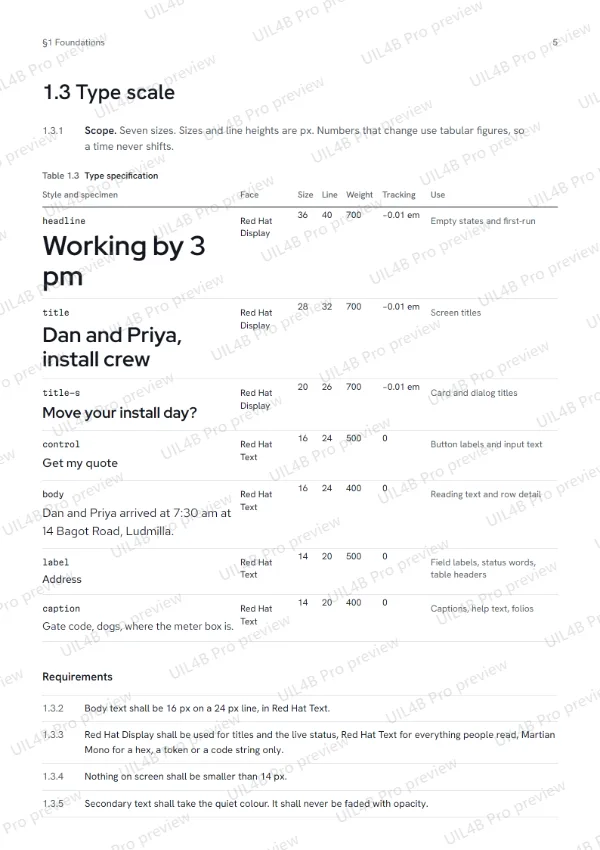 §1 Foundations 5
1.3 Type scale
1.3.1 Scope. Seven sizes. Sizes and line heights are px. Numbers that change use tabular figures, so
a time never shifts.
Table 1.3 Type specification
Style and specimen Face Size Line Weight Tracking Use
headline Red Hat Display 36 40 700 −0.01 em Empty states and first-run
Working by 3
pm
title Red Hat Display 28 32 700 −0.01 em Screen titles
Dan and Priya,
install crew
title-s Red Hat Display 20 26 700 −0.01 em Card and dialog titles
Move your install day?
control Red Hat Text 16 24 500 0 Button labels and input text
Get my quote
body Red Hat Text 16 24 400 0 Reading text and row detail
Dan and Priya arrived at 7:30 am at
14 Bagot Road, Ludmilla.
label Red Hat Text 14 20 500 0 Field labels, status words,
table headers
Address
caption Red Hat Text 14 20 400 0 Captions, help text, folios
Gate code, dogs, where the meter box is.
Requirements
1.3.2 Body text shall be 16 px on a 24 px line, in Red Hat Text.
1.3.3 Red Hat Display shall be used for titles and the live status, Red Hat Text for everything people read, Martian
Mono for a hex, a token or a code string only.
1.3.4 Nothing on screen shall be smaller than 14 px.
1.3.5 Secondary text shall take the quiet colour. It shall never be faded with opacity.
UIL4B Pro preview